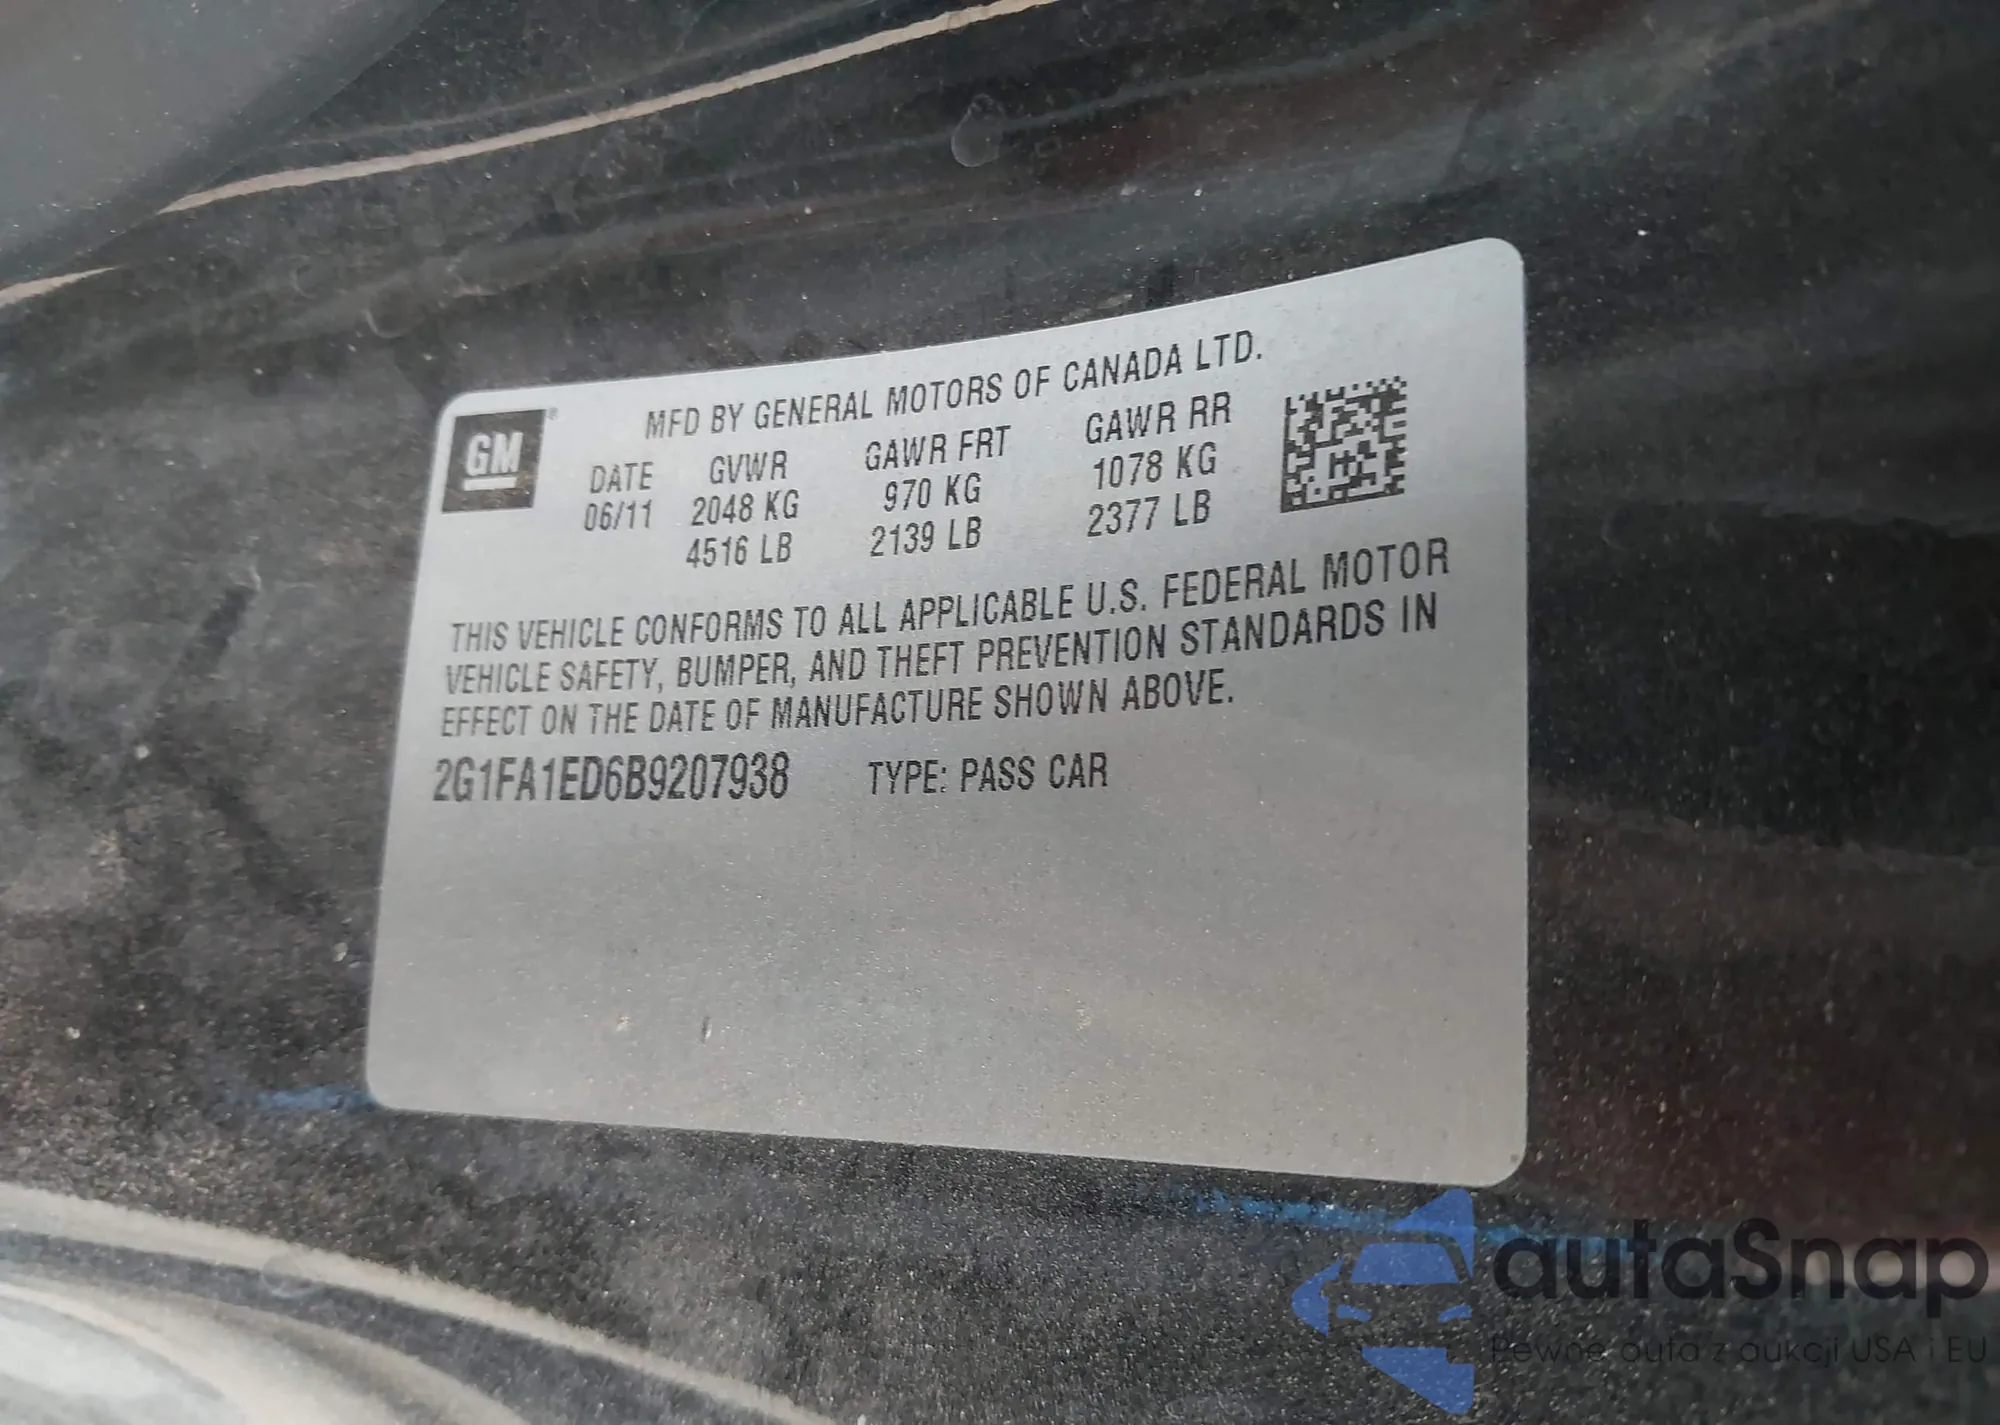 MFD BY GENERAL MOTORS OF CANADA LTD.
GM®
DATE GVWR GAWR FRT GAWR RR
06/11 2048 KG 970 KG 1078 KG
4516 LB 2139 LB 2377 LB
THIS VEHICLE CONFORMS TO ALL APPLICABLE U.S. FEDERAL MOTOR
VEHICLE SAFETY, BUMPER, AND THEFT PREVENTION STANDARDS IN
EFFECT ON THE DATE OF MANUFACTURE SHOWN ABOVE.
2G1FA1ED6B9207938 TYPE: PASS CAR
autaSnap
Pewne auta z aukcji USA i EU